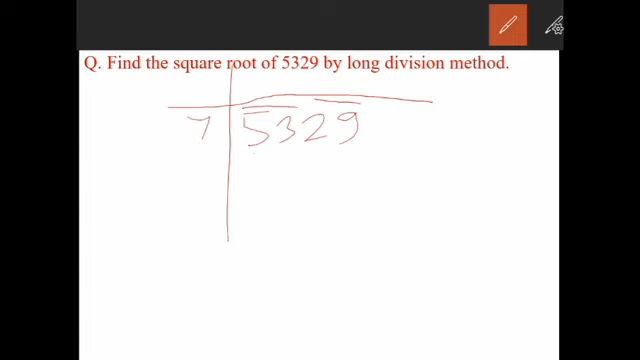 Q. Find the square root of 5329 by long division method.
7 5329